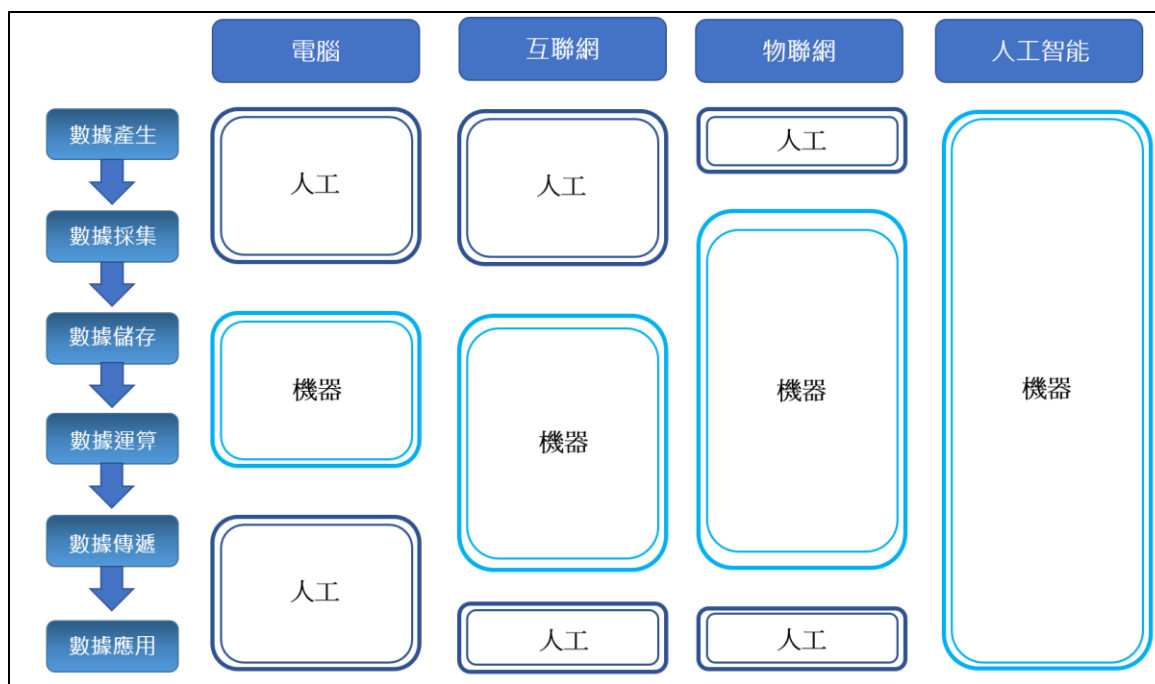 電腦
互聯網
物聯網
人工智能
數據產生
人工
人工
人工
機器
數據採集
數據儲存
機器
機器
機器
數據運算
數據傳遞
人工
數據應用
人工
人工